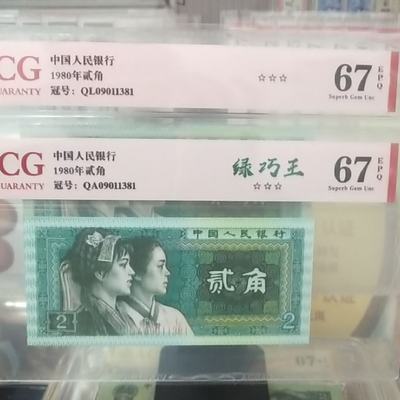 CG
UARANTY
中国人民银行
1980年贰角
冠号：QL09011381
☆☆☆
67 EPQ
Superb Gem Unc
CG
UARANTY
中国人民银行
1980年贰角
冠号：QA09011381
绿巧王
☆☆☆
67 EPQ
Superb Gem Unc
中国人民银行
贰角
2
2
67